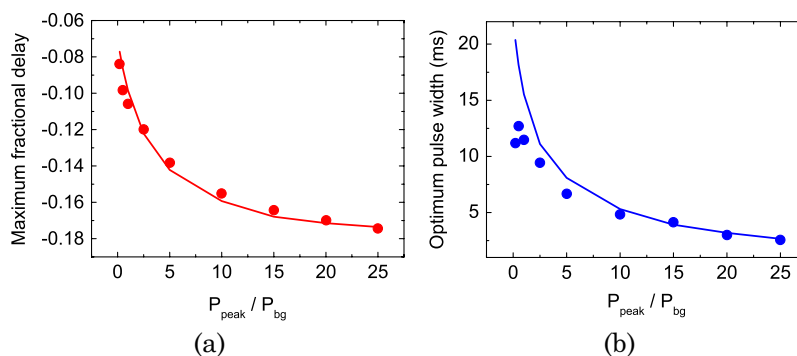 Maximum fractional delay
-0.06
-0.08
-0.10
-0.12
-0.14
-0.16
-0.18
0 5 10 15 20 25
P_peak / P_bg
(a)
Optimum pulse width (ms)
20
15
10
5
0 5 10 15 20 25
P_peak / P_bg
(b)